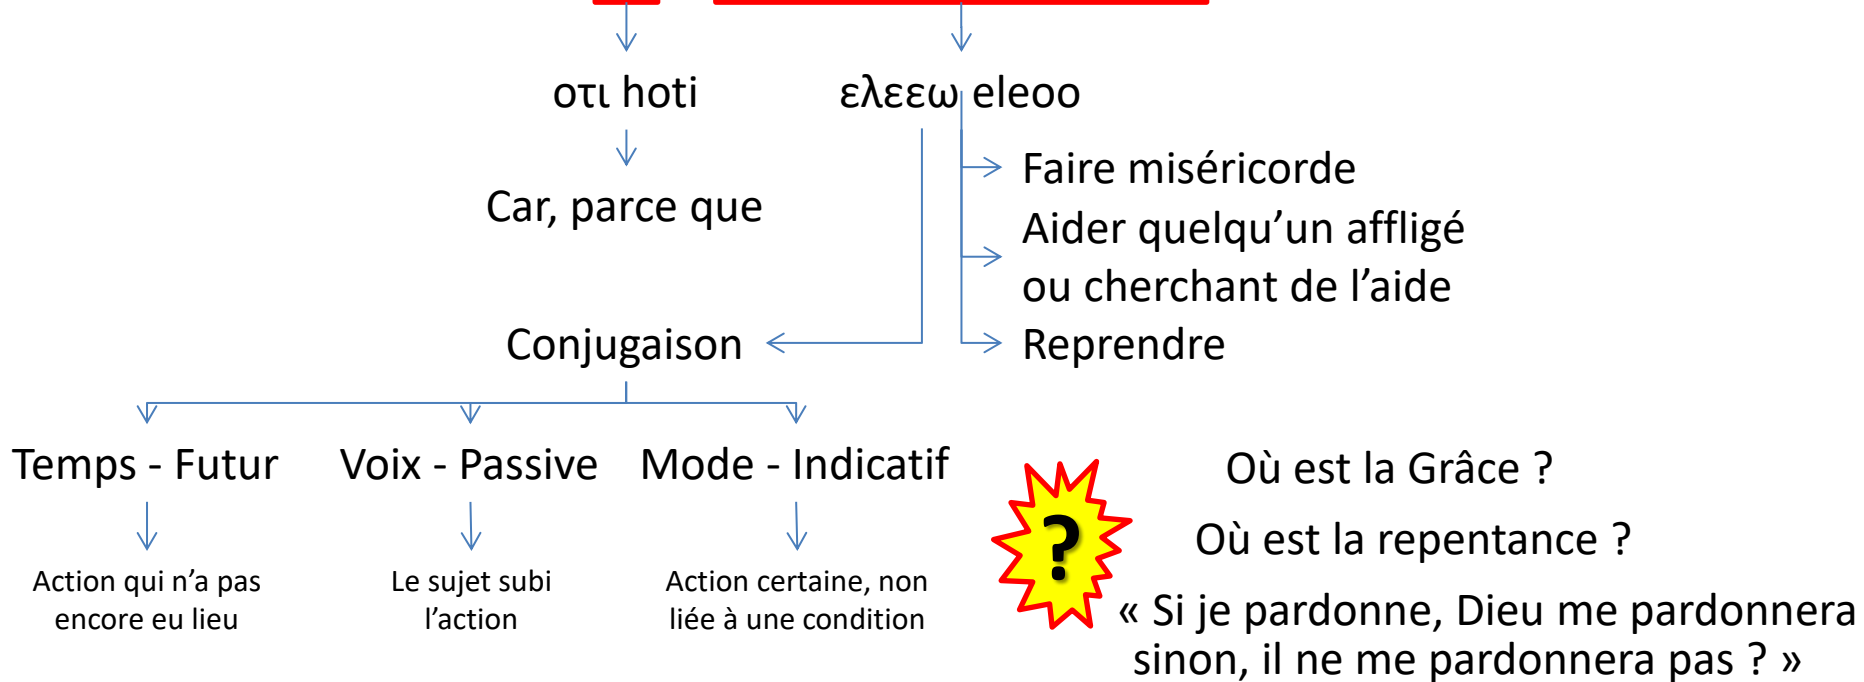 οτι hoti
ελεεω eleoo
Car, parce que
Faire miséricorde
Aider quelqu’un affligé
ou cherchant de l’aide
Reprendre
Conjugaison
Temps - Futur
Voix - Passive
Mode - Indicatif
Action qui n’a pas
encore eu lieu
Le sujet subi
l’action
Action certaine, non
liée à une condition
?
Où est la Grâce ?
Où est la repentance ?
« Si je pardonne, Dieu me pardonnera
sinon, il ne me pardonnera pas ? »